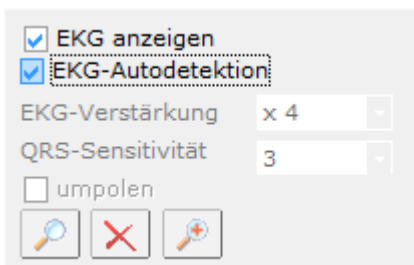 EKG anzeigen
EKG-Autodetektion
EKG-Verstärkung x 4
QRS-Sensitivität 3
umpolen